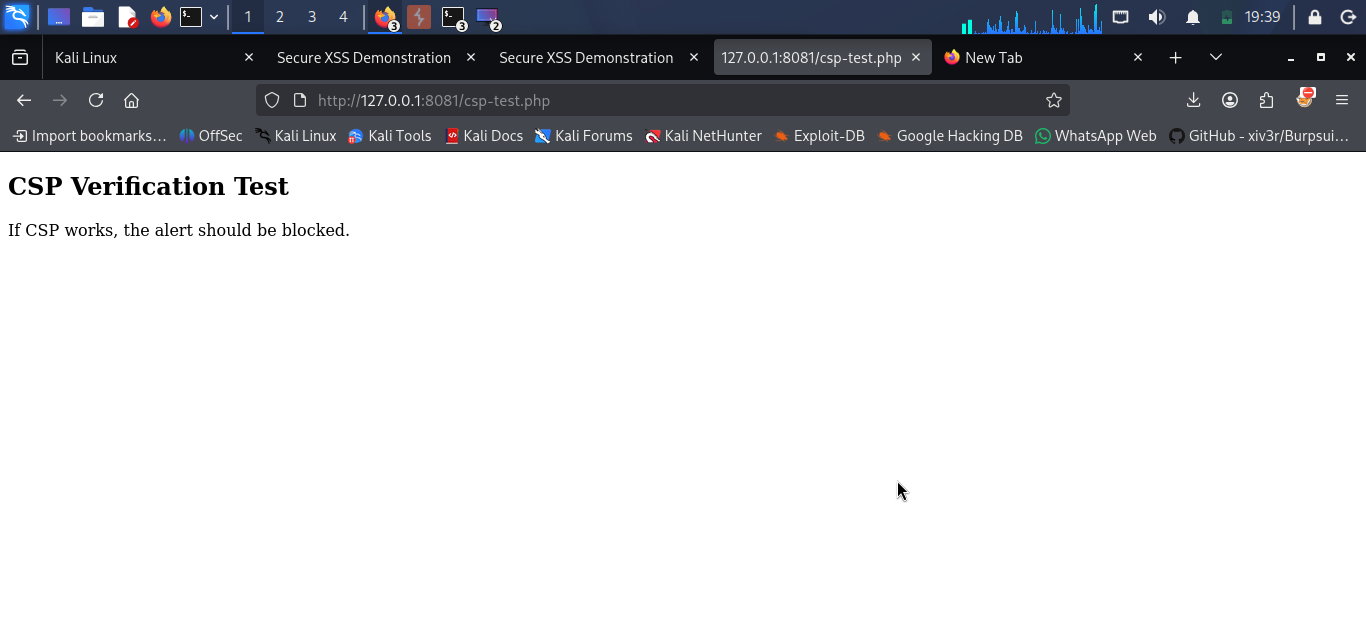 1 2 3 4 3 3 2 19:39
Kali Linux Secure XSS Demonstration Secure XSS Demonstration 127.0.0.1:8081/csp-test.php New Tab
http://127.0.0.1:8081/csp-test.php
Import bookmarks... OffSec Kali Linux Kali Tools Kali Docs Kali Forums Kali NetHunter Exploit-DB Google Hacking DB WhatsApp Web GitHub - xiv3r/Burpsui...
CSP Verification Test
If CSP works, the alert should be blocked.